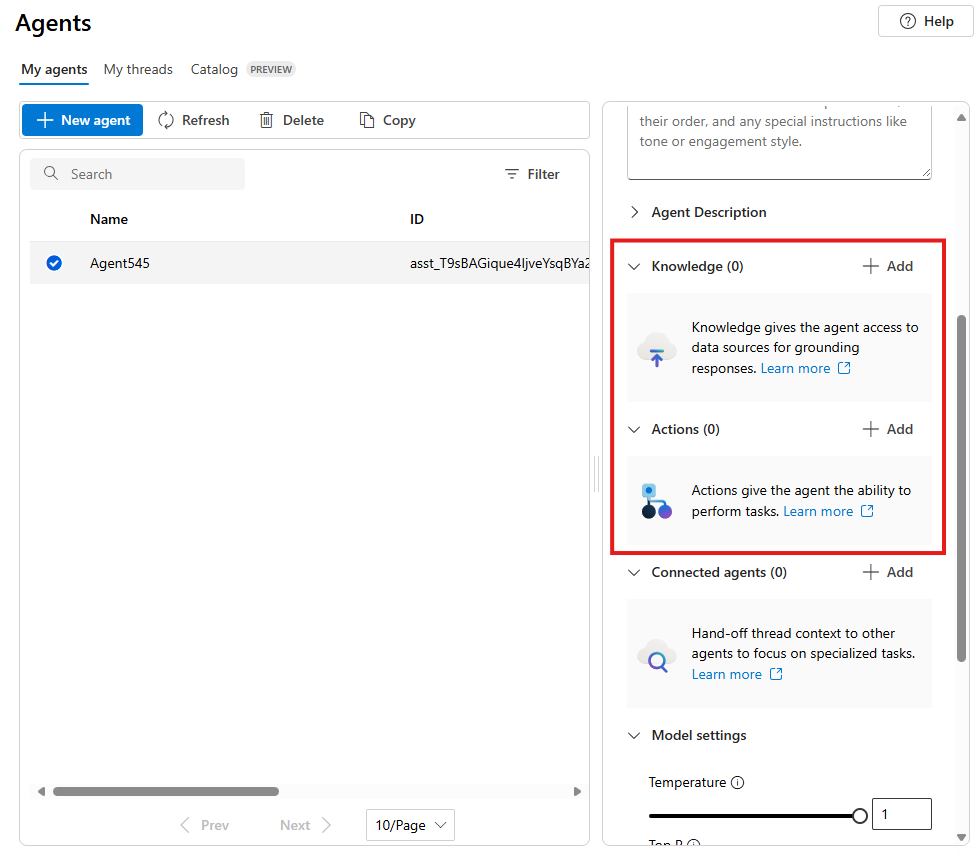 Agents
Help
My agents
My threads
Catalog
PREVIEW
New agent
Refresh
Delete
Copy
Search
Filter
Name
ID
Agent545
their order, and any special instructions like
tone or engagement style.
Agent Description
Knowledge (0)
Add
Knowledge gives the agent access to
data sources for grounding
responses. Learn more
Actions (0)
Add
Actions give the agent the ability to
perform tasks. Learn more
Connected agents (0)
Add
Hand-off thread context to other
agents to focus on specialized tasks.
Learn more
Model settings
Temperature
1
Top P
Prev
Next
10/Page